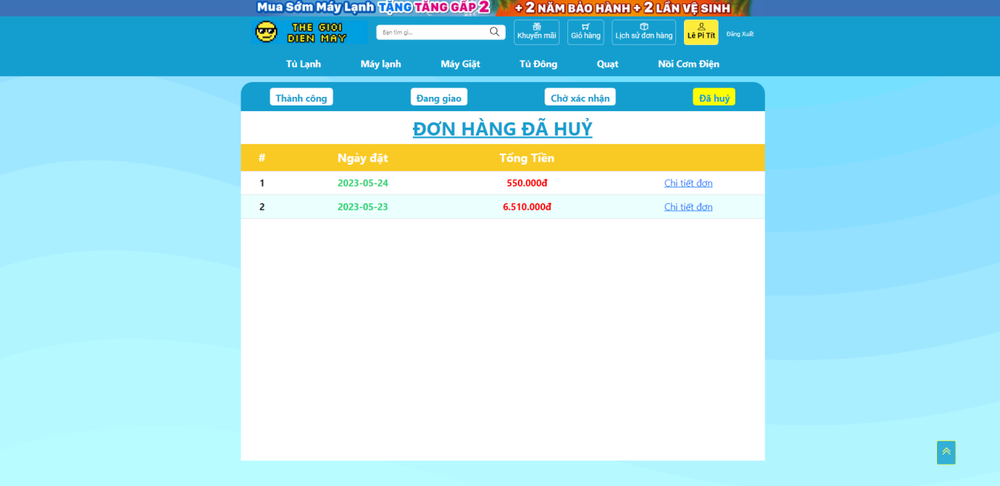 Mua Sớm Máy Lạnh TẶNG TĂNG GẤP 2 + 2 NĂM BẢO HÀNH + 2 LẦN VỆ SINH
THE GIOI
DIEN MAY
Bạn tìm gì...
Khuyến mãi
Giỏ hàng
Lịch sử đơn hàng
Lê Pi Tít
Đăng Xuất
Tủ Lạnh Máy lạnh Máy Giặt Tủ Đông Quạt Nồi Cơm Điện
Thành công Đang giao Chờ xác nhận Đã huỷ
ĐƠN HÀNG ĐÃ HUỶ
# Ngày đặt Tổng Tiền
1 2023-05-24 550.000đ Chi tiết đơn
2 2023-05-23 6.510.000đ Chi tiết đơn